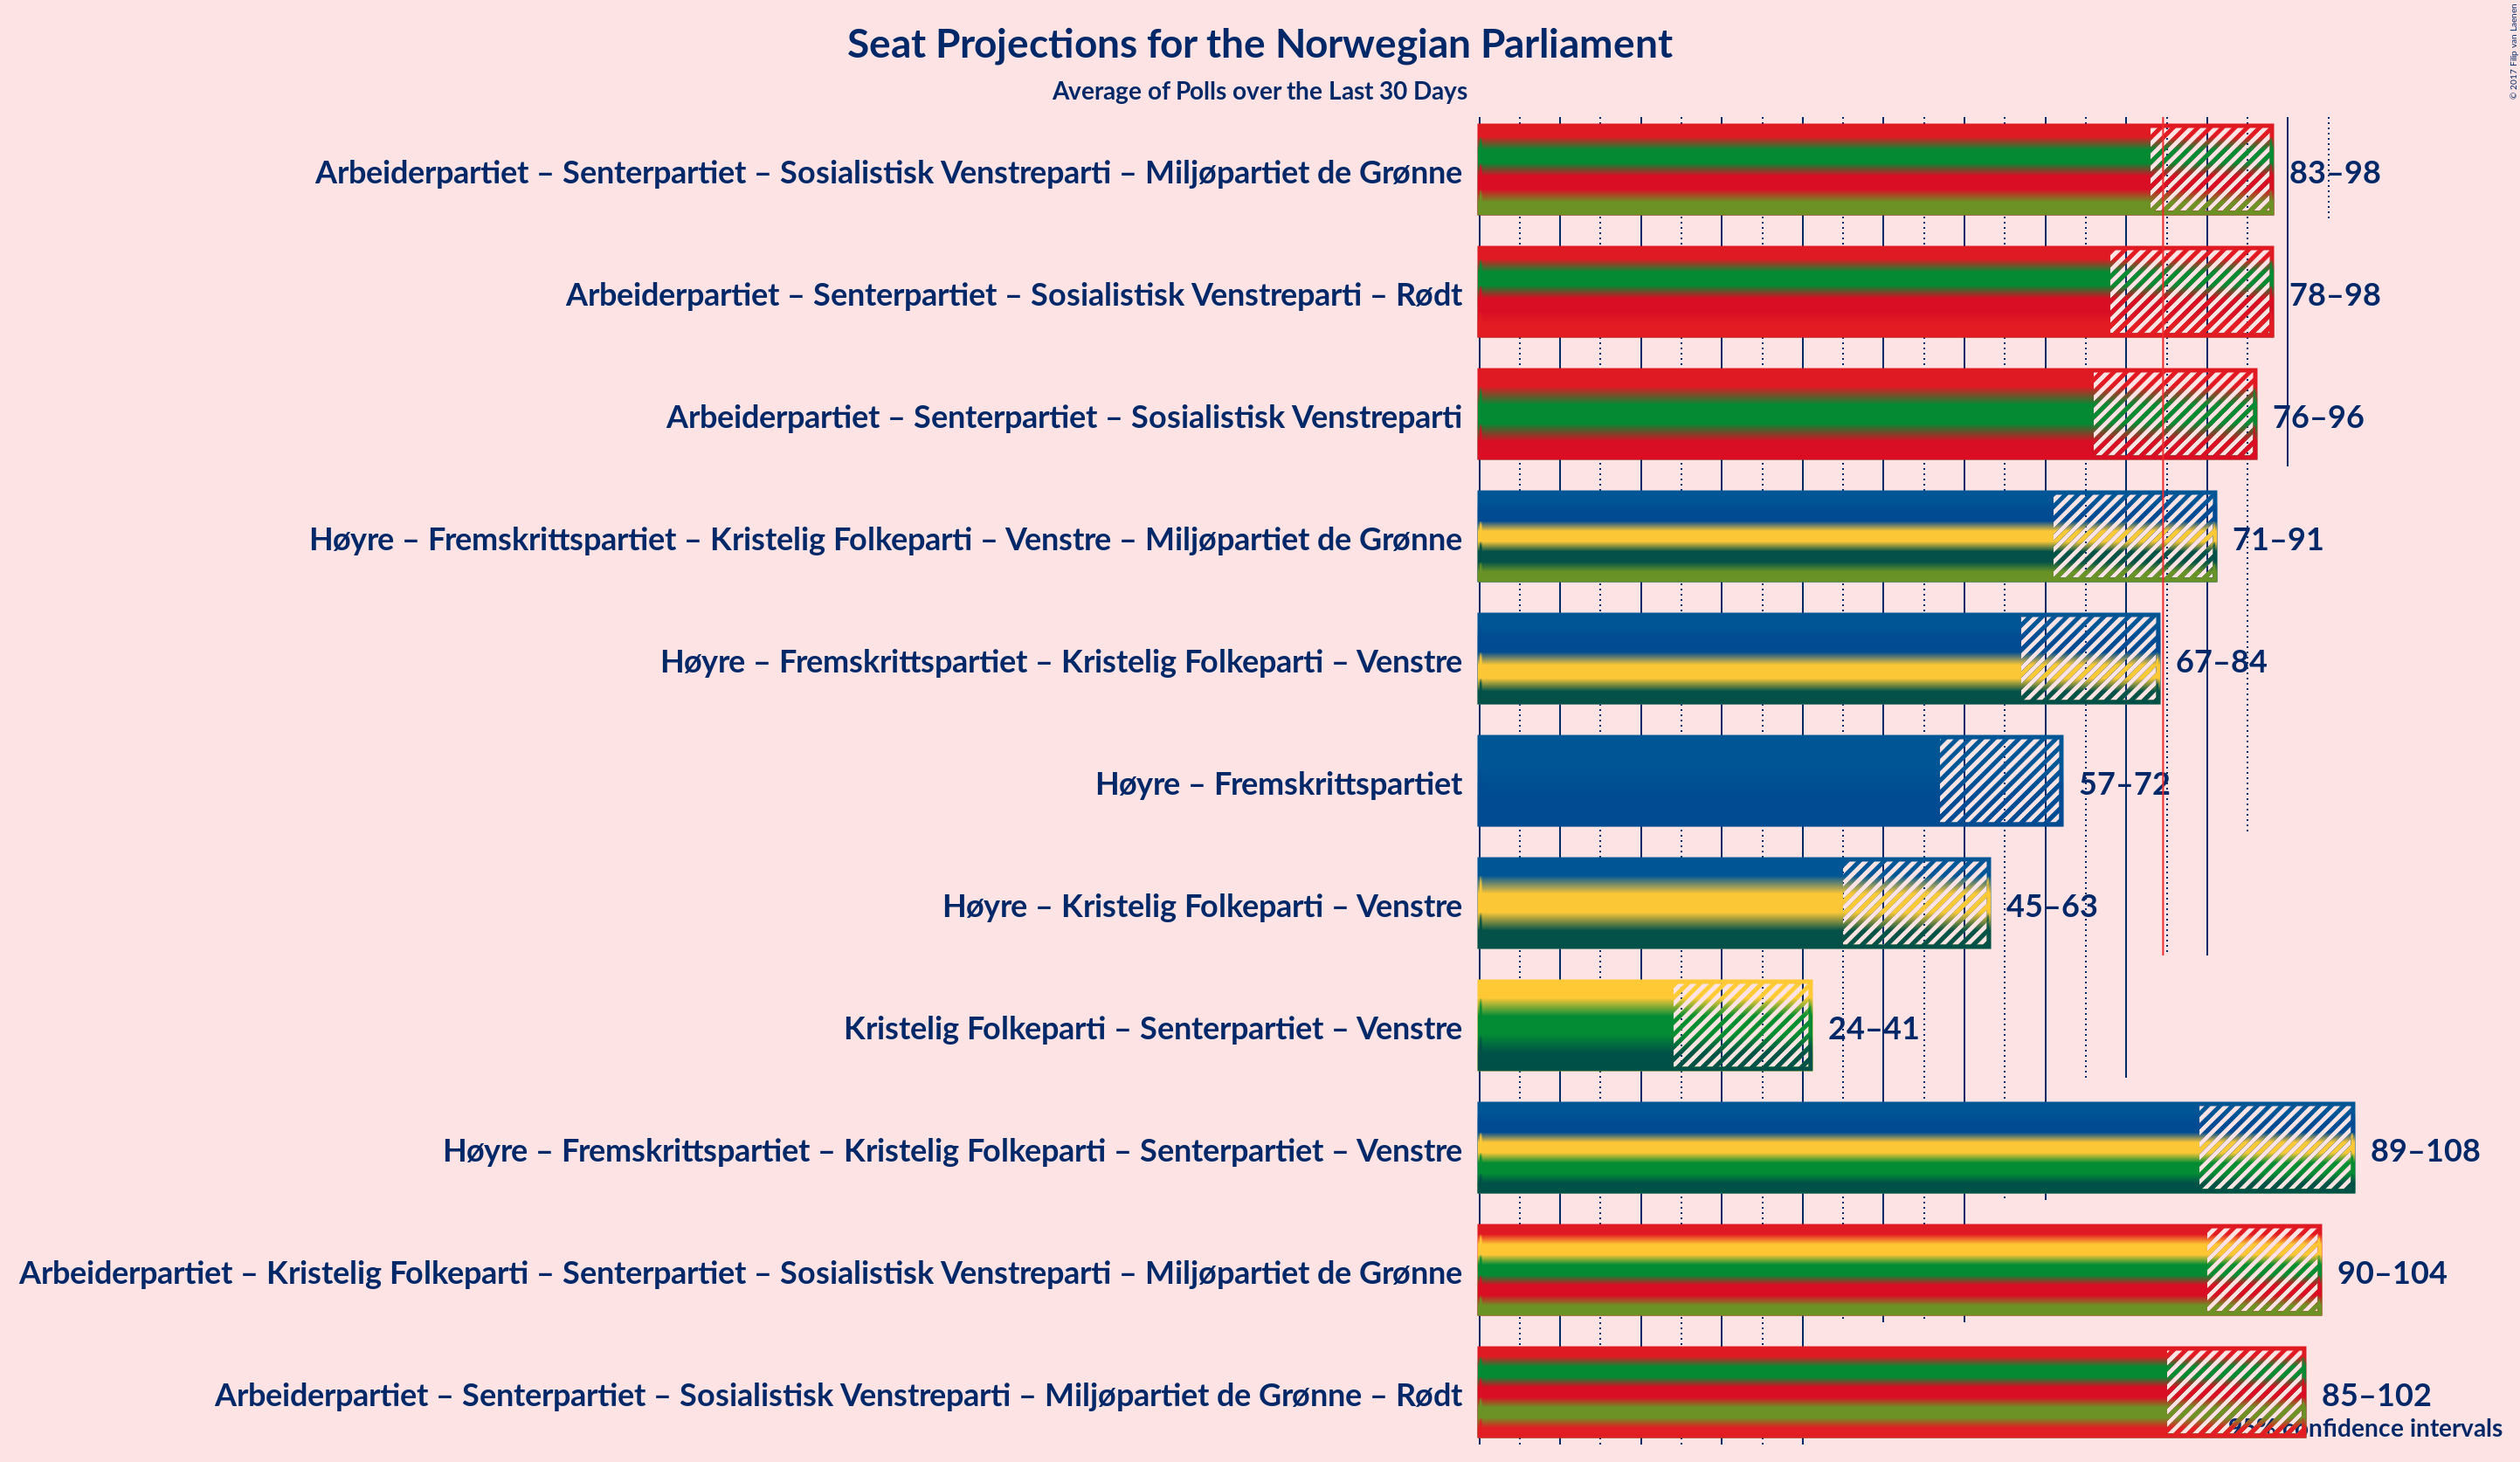 Seat Projections for the Norwegian Parliament
Average of Polls over the Last 30 Days
© 2017 Filip van Laenen
Arbeiderpartiet – Senterpartiet – Sosialistisk Venstreparti – Miljøpartiet de Grønne 83–98
Arbeiderpartiet – Senterpartiet – Sosialistisk Venstreparti – Rødt 78–98
Arbeiderpartiet – Senterpartiet – Sosialistisk Venstreparti 76–96
Høyre – Fremskrittspartiet – Kristelig Folkeparti – Venstre – Miljøpartiet de Grønne 71–91
Høyre – Fremskrittspartiet – Kristelig Folkeparti – Venstre 67–84
Høyre – Fremskrittspartiet 57–72
Høyre – Kristelig Folkeparti – Venstre 45–63
Kristelig Folkeparti – Senterpartiet – Venstre 24–41
Høyre – Fremskrittspartiet – Kristelig Folkeparti – Senterpartiet – Venstre 89–108
Arbeiderpartiet – Kristelig Folkeparti – Senterpartiet – Sosialistisk Venstreparti – Miljøpartiet de Grønne 90–104
Arbeiderpartiet – Senterpartiet – Sosialistisk Venstreparti – Miljøpartiet de Grønne – Rødt 85–102
95% confidence intervals